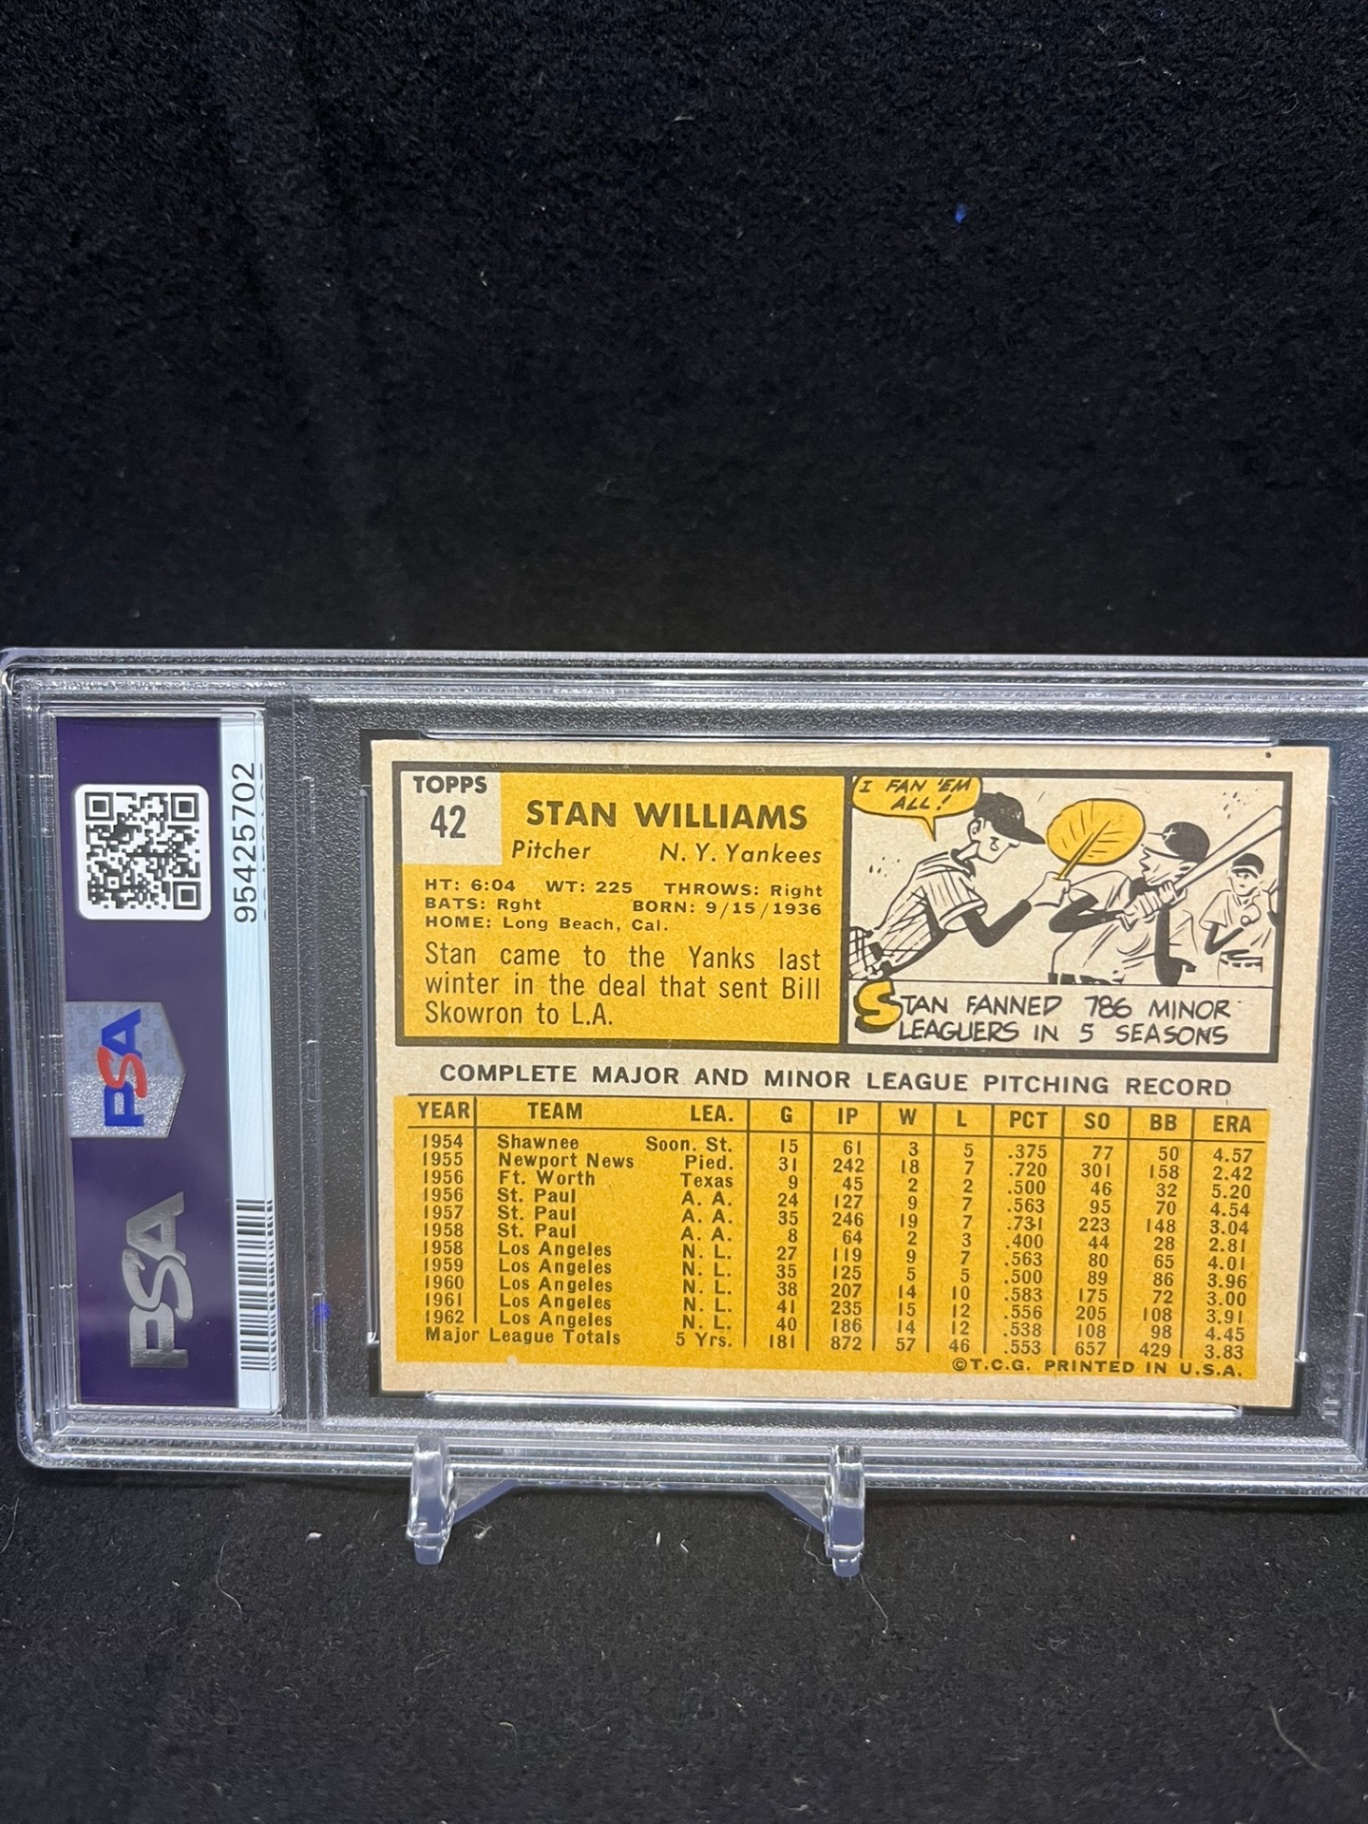 95425702
PSA
PSA
TOPPS
42
STAN WILLIAMS
Pitcher N. Y. Yankees
HT: 6:04 WT: 225 THROWS: Right
BATS: Rght BORN: 9/15/1936
HOME: Long Beach, Cal.
Stan came to the Yanks last
winter in the deal that sent Bill
Skowron to L.A.
I FAN 'EM
ALL!
STAN FANNED 786 MINOR
LEAGUERS IN 5 SEASONS
COMPLETE MAJOR AND MINOR LEAGUE PITCHING RECORD
YEAR TEAM LEA. G IP W L PCT SO BB ERA
1954 Shawnee Soon. St. 15 61 3 5 .375 77 50 4.57
1955 Newport News Pied. 31 242 18 7 .720 301 158 2.42
1956 Ft. Worth Texas 9 45 2 2 .500 46 32 5.20
1956 St. Paul A. A. 24 127 9 7 .563 95 70 4.54
1957 St. Paul A. A. 35 246 19 7 .731 223 148 3.04
1958 St. Paul A. A. 8 64 2 3 .400 44 28 2.81
1958 Los Angeles N. L. 27 119 9 7 .563 80 65 4.01
1959 Los Angeles N. L. 35 125 5 5 .500 89 86 3.96
1960 Los Angeles N. L. 38 207 14 10 .583 175 72 3.00
1961 Los Angeles N. L. 41 235 15 12 .556 205 108 3.91
1962 Los Angeles N. L. 40 186 14 12 .538 108 98 4.45
Major League Totals 5 Yrs. 181 872 57 46 .553 657 429 3.83
©T.C.G. PRINTED IN U.S.A.